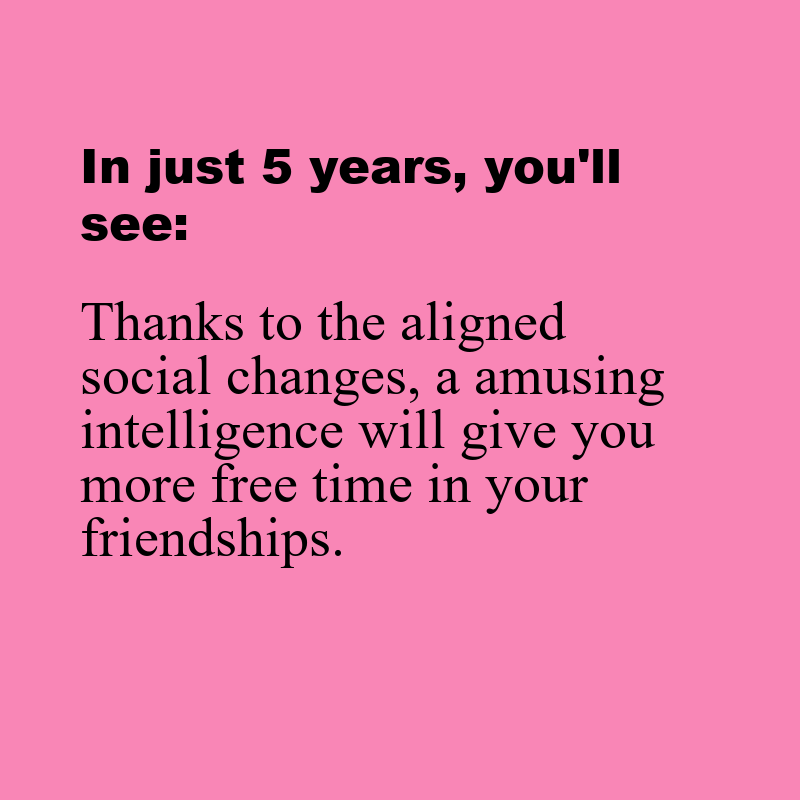 In just 5 years, you'll
see:
Thanks to the aligned
social changes, a amusing
intelligence will give you
more free time in your
friendships.